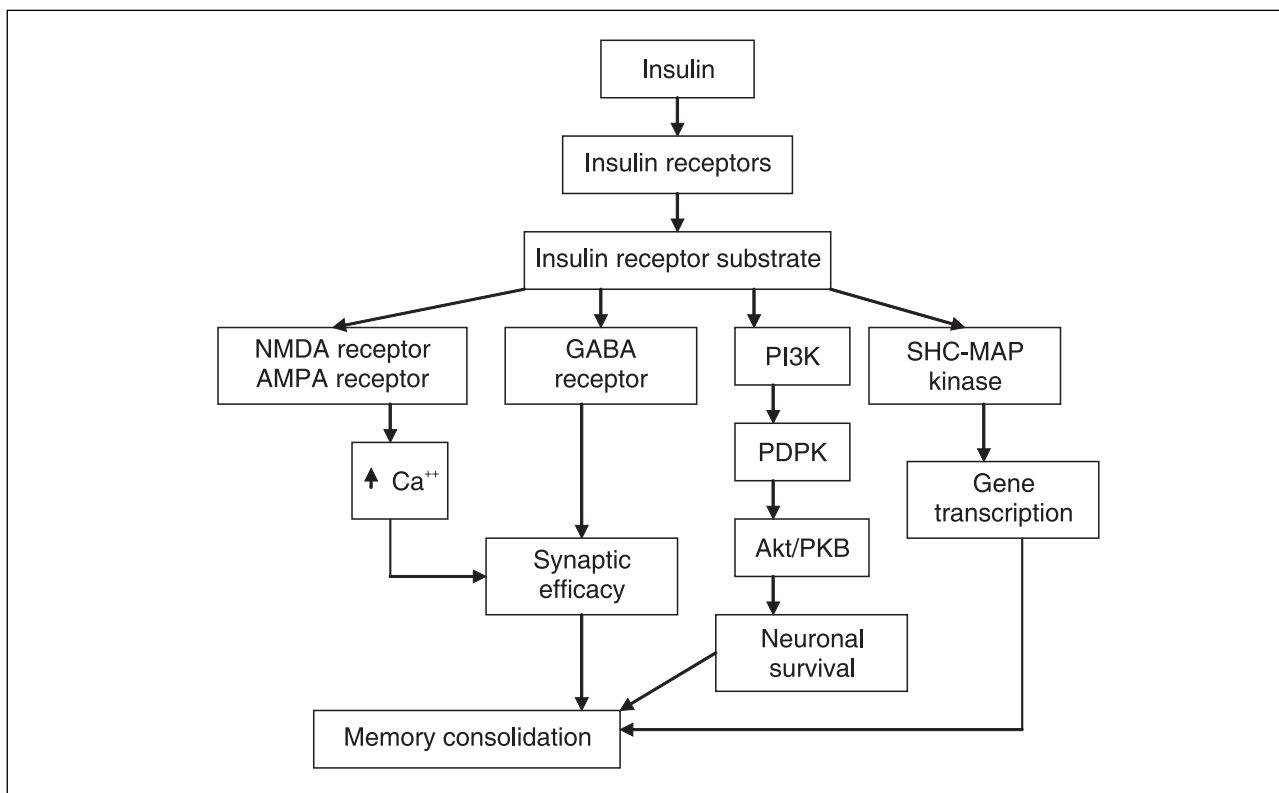 Insulin
Insulin receptors
Insulin receptor substrate
NMDA receptor
AMPA receptor
GABA
receptor
PI3K
SHC-MAP
kinase
PDPK
Ca⁺⁺
Gene
transcription
Akt/PKB
Synaptic
efficacy
Neuronal
survival
Memory consolidation